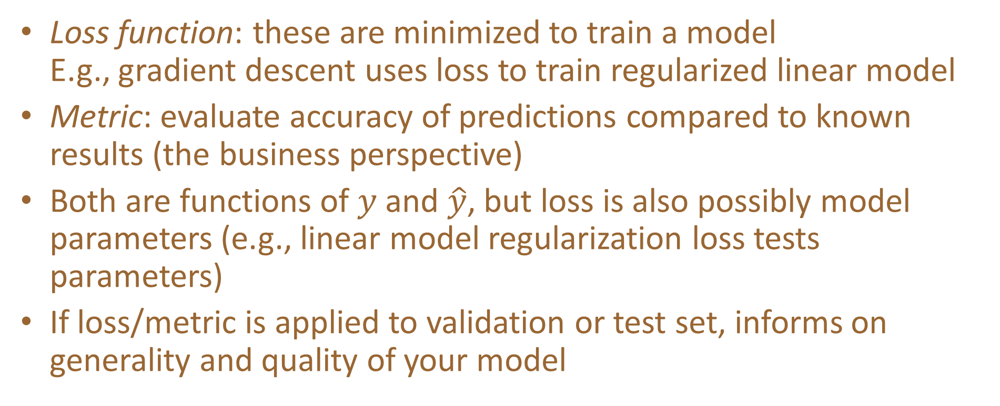 • Loss function: these are minimized to train a model
E.g., gradient descent uses loss to train regularized linear model
• Metric: evaluate accuracy of predictions compared to known
results (the business perspective)
• Both are functions of y and ŷ, but loss is also possibly model
parameters (e.g., linear model regularization loss tests
parameters)
• If loss/metric is applied to validation or test set, informs on
generality and quality of your model